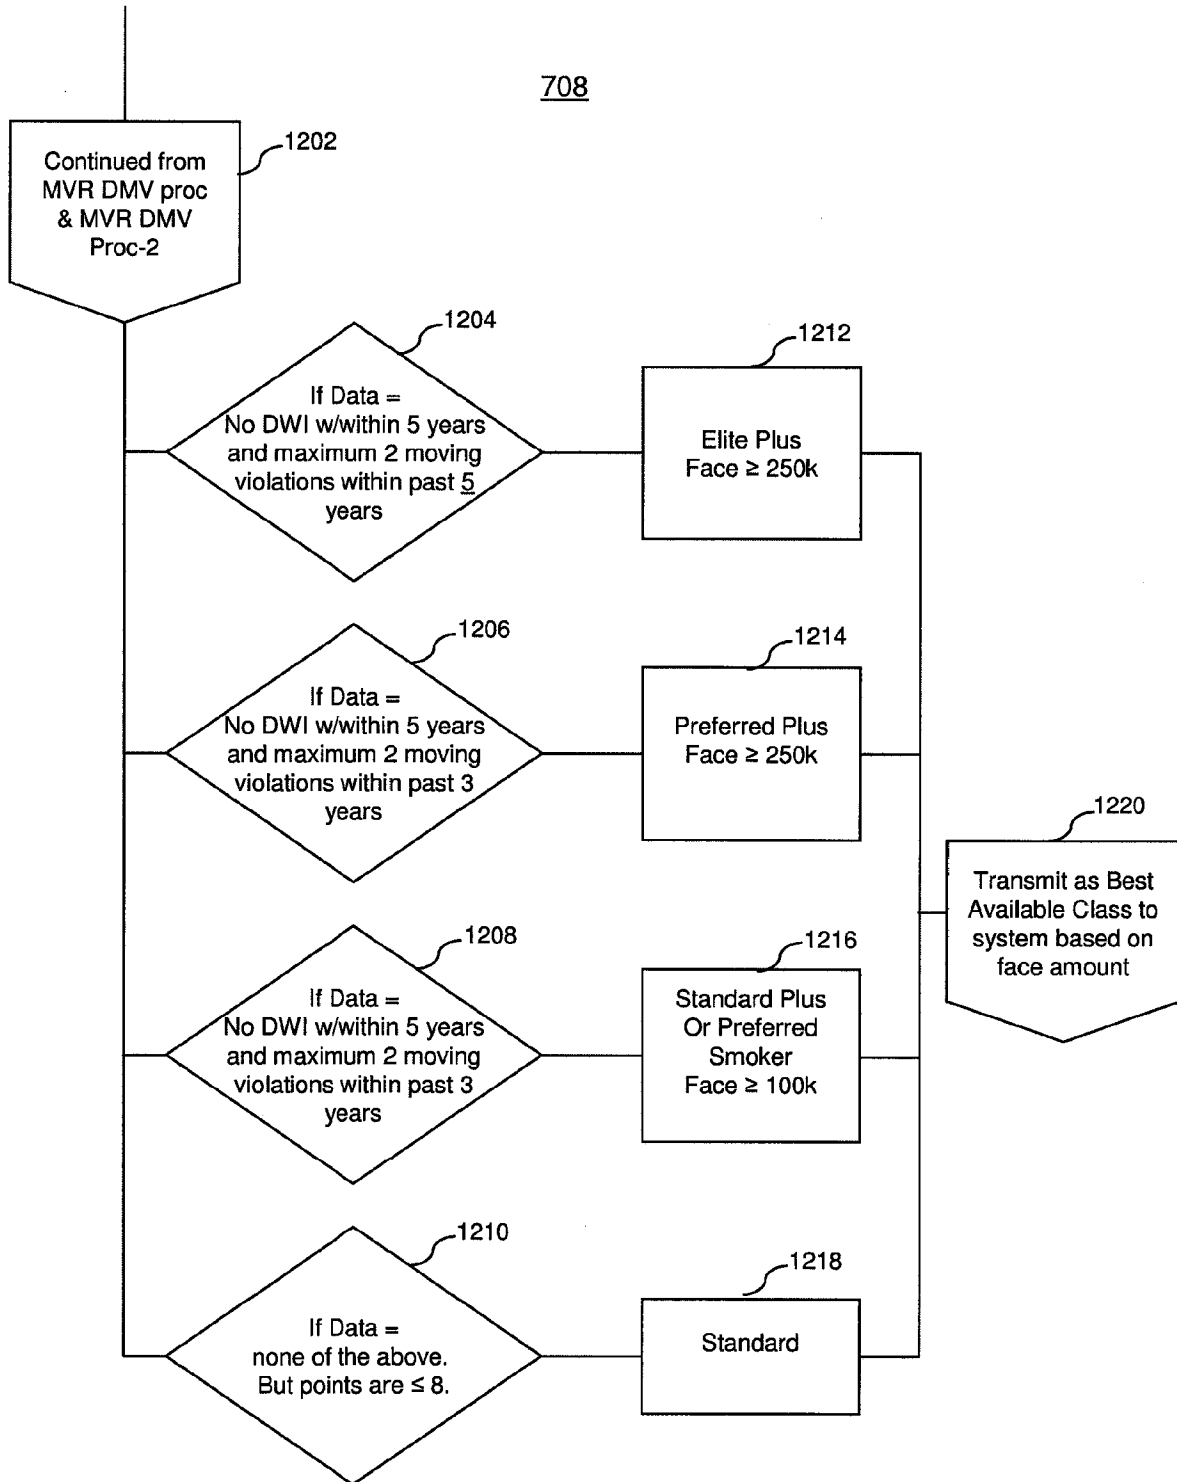 708
1202
Continued from
MVR DMV proc
& MVR DMV
Proc-2
1204
If Data =
No DWI w/within 5 years
and maximum 2 moving
violations within past 5
years
1212
Elite Plus
Face ≥ 250k
1206
If Data =
No DWI w/within 5 years
and maximum 2 moving
violations within past 3
years
1214
Preferred Plus
Face ≥ 250k
1208
If Data =
No DWI w/within 5 years
and maximum 2 moving
violations within past 3
years
1216
Standard Plus
Or Preferred
Smoker
Face ≥ 100k
1220
Transmit as Best
Available Class to
system based on
face amount
1210
If Data =
none of the above.
But points are ≤ 8.
1218
Standard